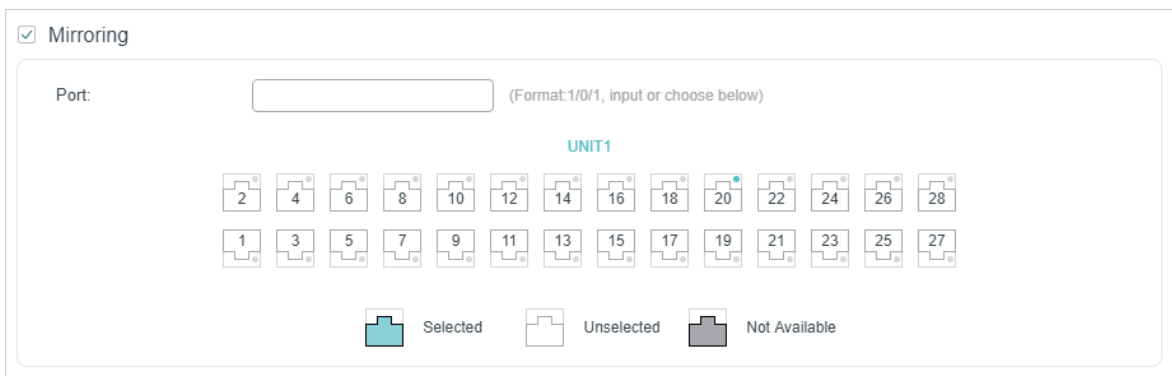 Mirroring
Port: (Format:1/0/1, input or choose below)
UNIT1
2 4 6 8 10 12 14 16 18 20 22 24 26 28
1 3 5 7 9 11 13 15 17 19 21 23 25 27
Selected Unselected Not Available